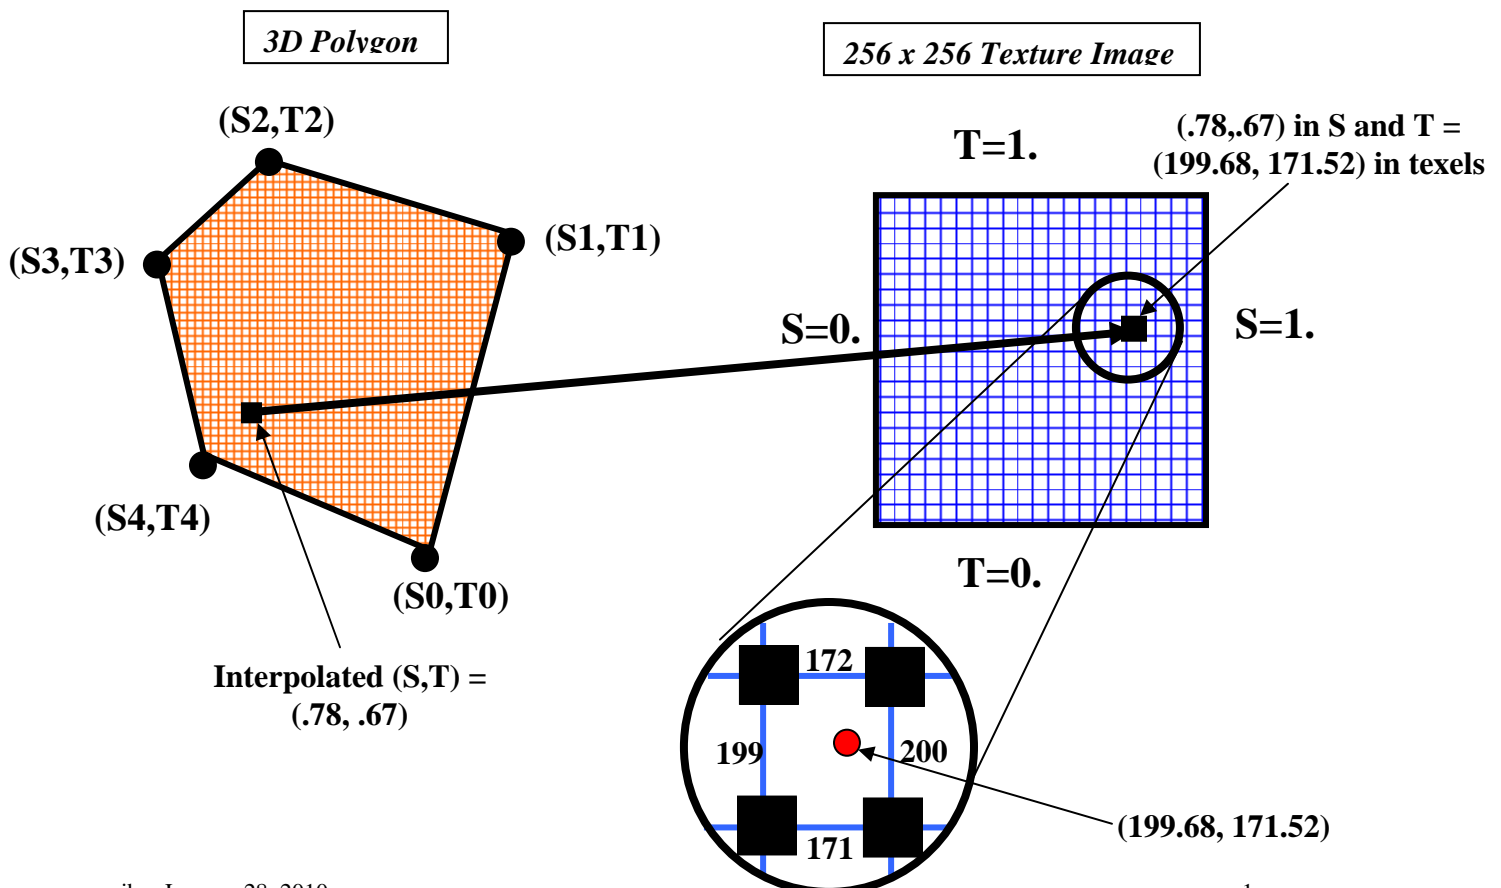 3D Polygon
256 x 256 Texture Image
(S2,T2)
(.78,.67) in S and T =
(199.68, 171.52) in texels
T=1.
(S1,T1)
(S3,T3)
S=0.
S=1.
(S4,T4)
T=0.
(S0,T0)
Interpolated (S,T) =
(.78, .67)
172
199
200
171
(199.68, 171.52)